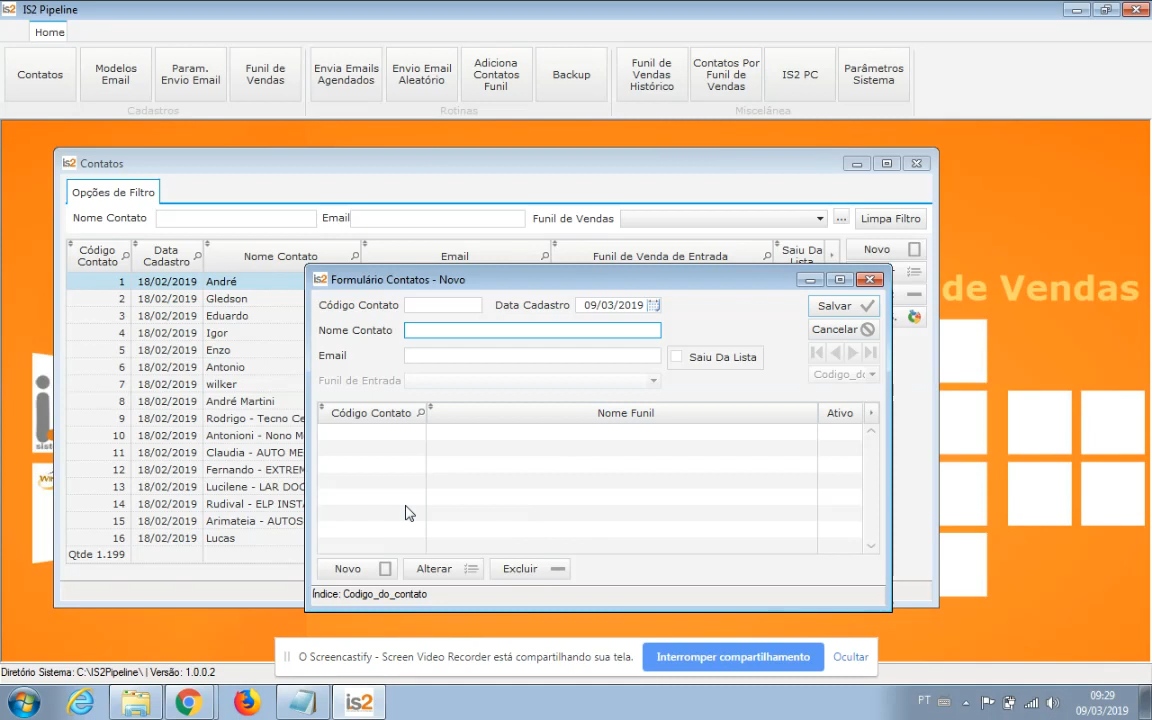 IS2 Pipeline
Home
Contatos
Modelos Email
Param. Envio Email
Funil de Vendas
Envia Emails Agendados
Envio Email Aleatório
Adiciona Contatos Funil
Backup
Funil de Vendas Histórico
Contatos Por Funil de Vendas
IS2 PC
Parâmetros Sistema
Cadastros
Rotinas
Miscelânea
is2 Contatos
Opções de Filtro
Nome Contato
Email
Funil de Vendas
...
Limpa Filtro
Código Contato
Data Cadastro
Nome Contato
Email
Funil de Venda de Entrada
Saiu Da Lista
Novo
1 18/02/2019 André
2 18/02/2019 Gledson
3 18/02/2019 Eduardo
4 18/02/2019 Igor
5 18/02/2019 Enzo
6 18/02/2019 Antonio
7 18/02/2019 wilker
8 18/02/2019 André Martini
9 18/02/2019 Rodrigo - Tecno Ce
10 18/02/2019 Antonioni - Nono M
11 18/02/2019 Claudia - AUTO ME
12 18/02/2019 Fernando - EXTREM
13 18/02/2019 Lucilene - LAR DOC
14 18/02/2019 Rudival - ELP INSTA
15 18/02/2019 Arimateia - AUTOS
16 18/02/2019 Lucas
Qtde 1.199
de Vendas
is2 Formulário Contatos - Novo
Código Contato
Data Cadastro 09/03/2019
Salvar
Nome Contato
Cancelar
Email
Saiu Da Lista
Funil de Entrada
Codigo_do
Código Contato
Nome Funil
Ativo
Novo
Alterar
Excluir
Índice: Codigo_do_contato
O Screencastify - Screen Video Recorder está compartilhando sua tela.
Interromper compartilhamento
Ocultar
Diretório Sistema: C:\IS2Pipeline\ | Versão: 1.0.0.2
is2
PT
09:29
09/03/2019